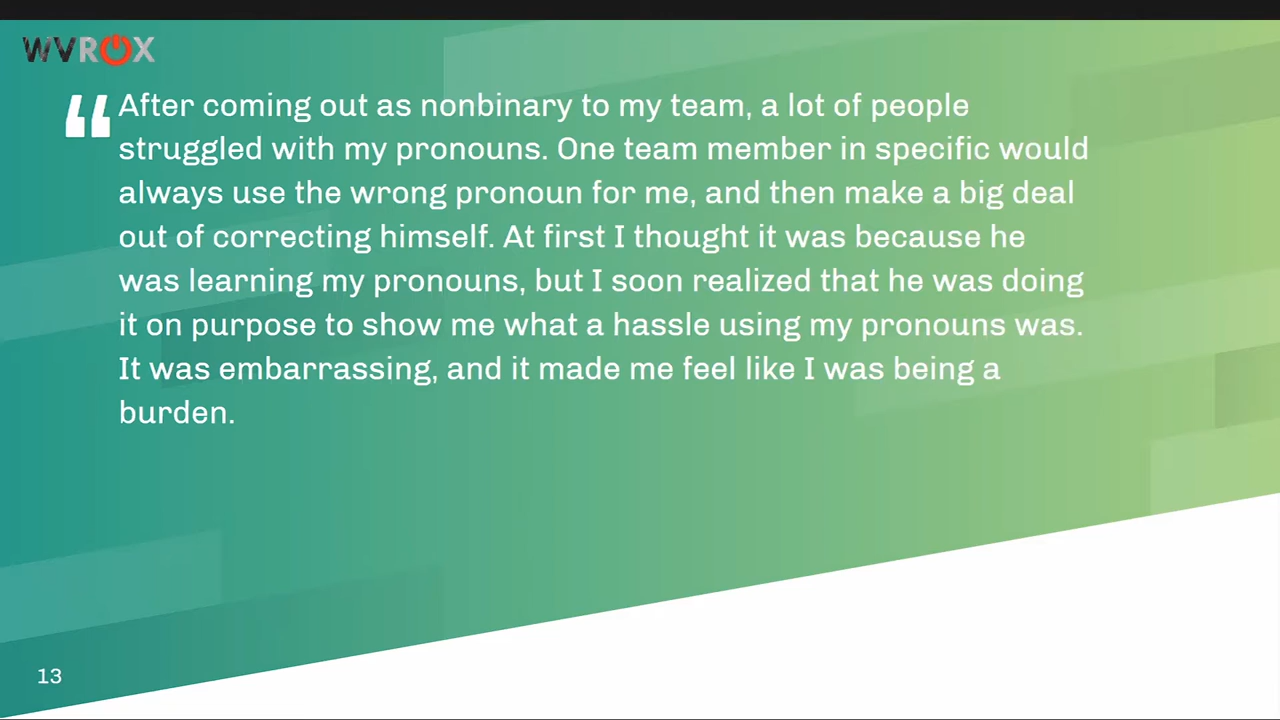 WVROX
“After coming out as nonbinary to my team, a lot of people
struggled with my pronouns. One team member in specific would
always use the wrong pronoun for me, and then make a big deal
out of correcting himself. At first I thought it was because he
was learning my pronouns, but I soon realized that he was doing
it on purpose to show me what a hassle using my pronouns was.
It was embarrassing, and it made me feel like I was being a
burden.
13